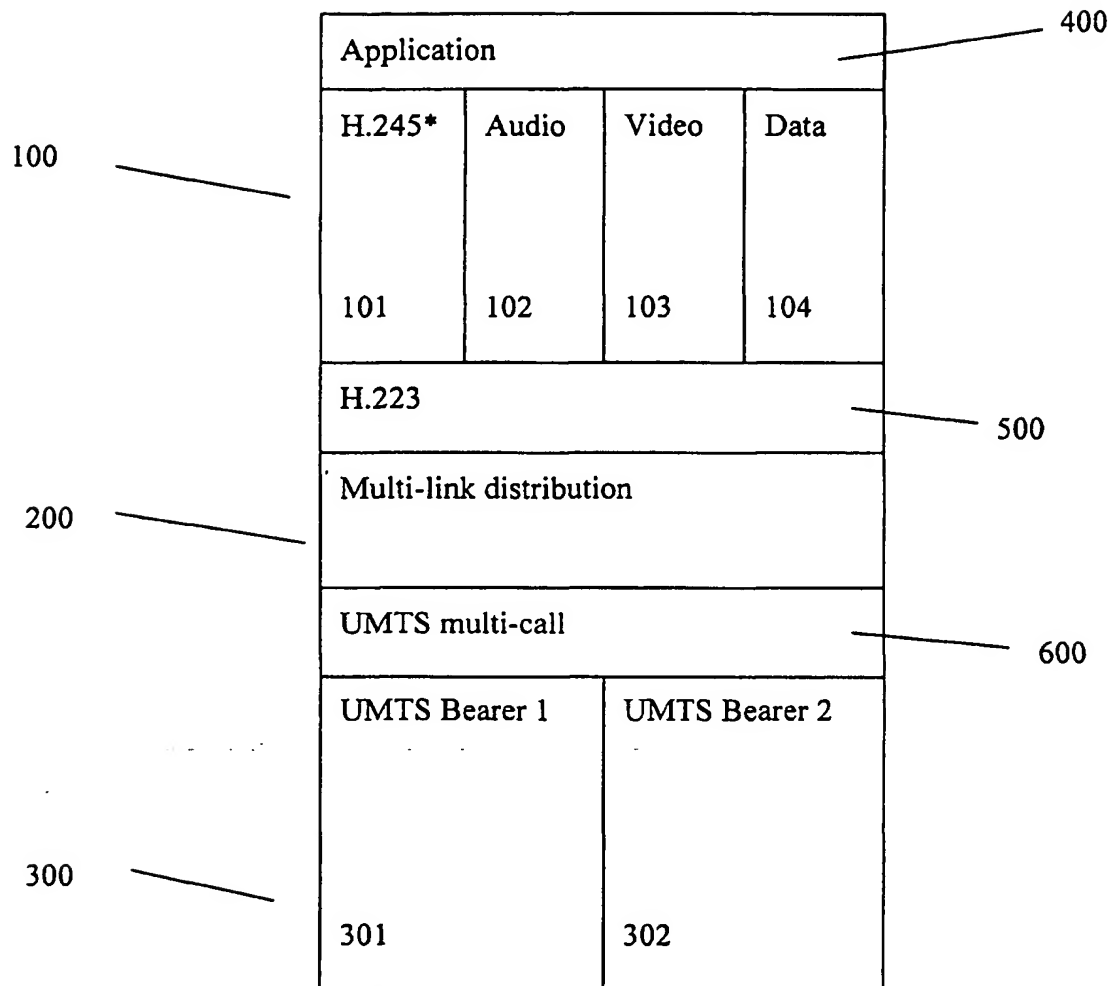 400
Application
H.245* Audio Video Data
100
101 102 103 104
H.223
500
Multi-link distribution
200
UMTS multi-call
600
UMTS Bearer 1 UMTS Bearer 2
300
301 302